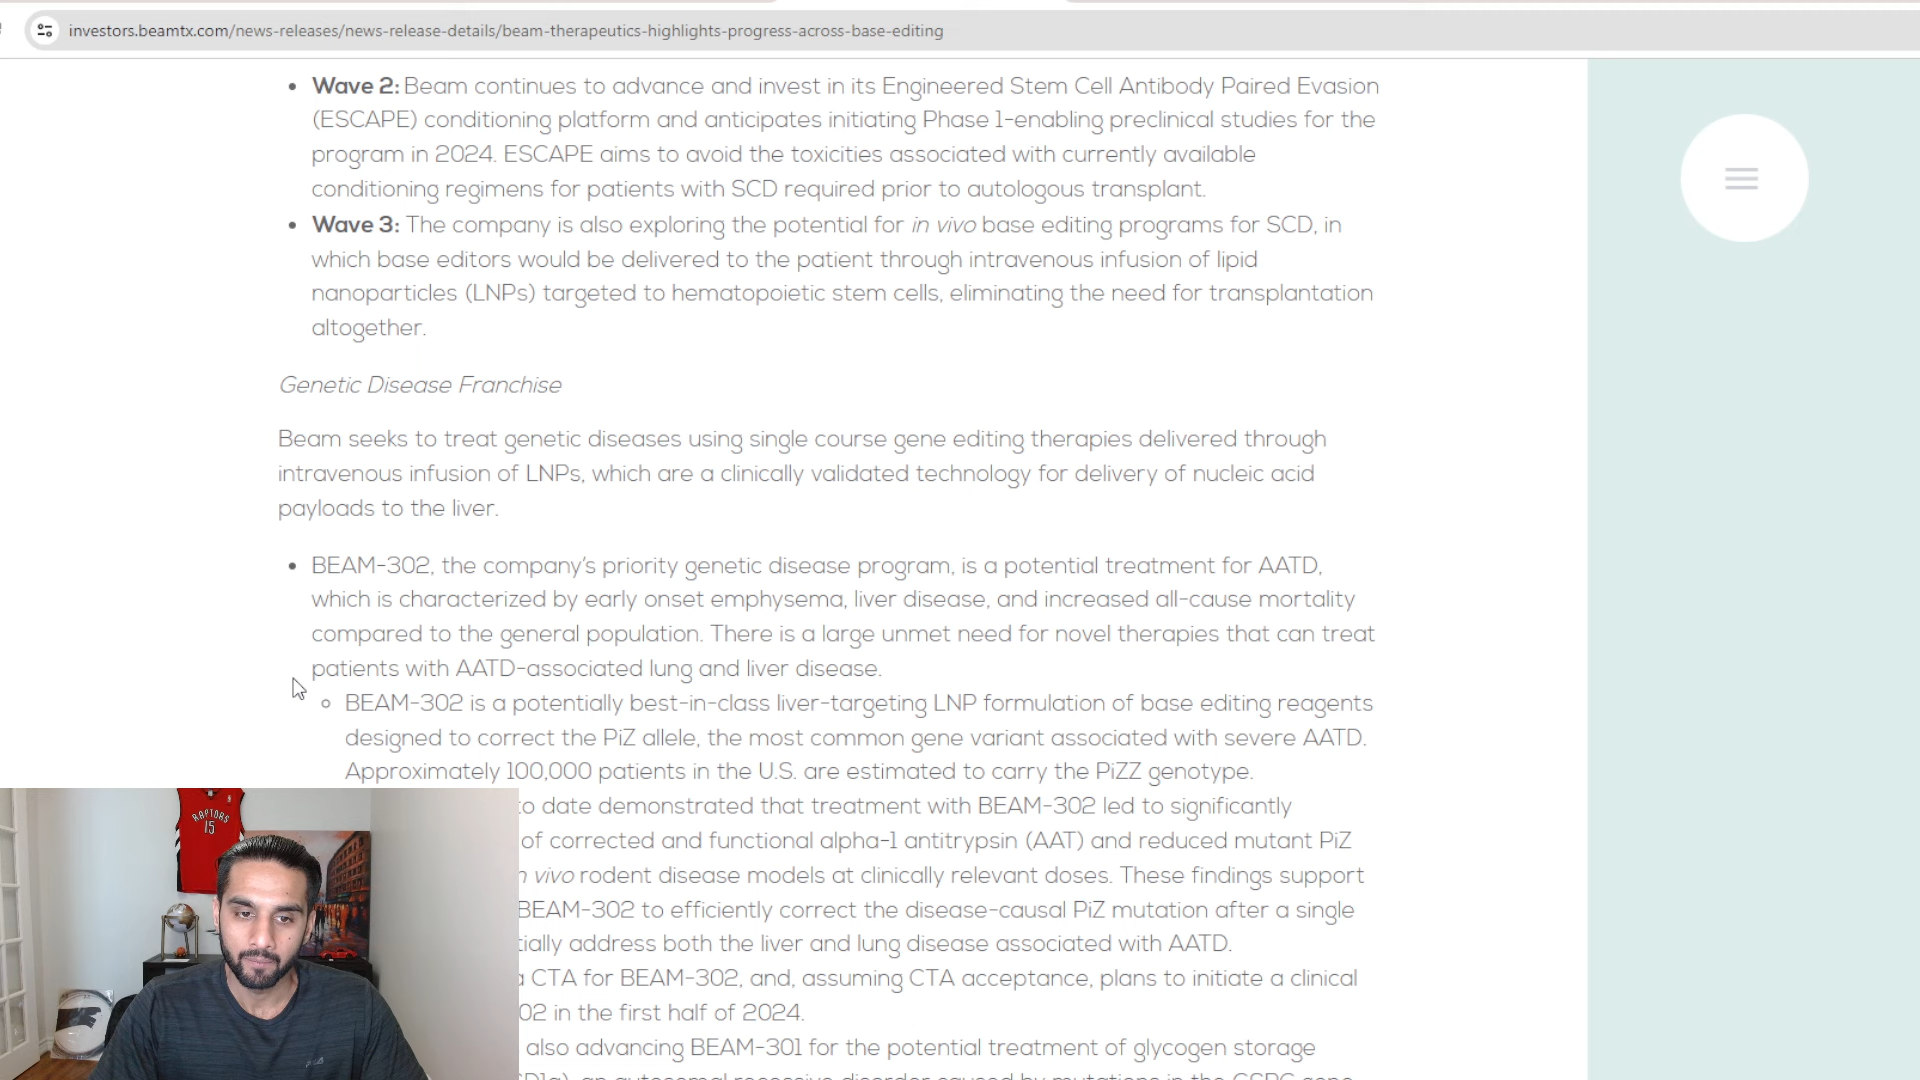 investors.beamtx.com/news-releases/news-release-details/beam-therapeutics-highlights-progress-across-base-editing
• Wave 2: Beam continues to advance and invest in its Engineered Stem Cell Antibody Paired Evasion
(ESCAPE) conditioning platform and anticipates initiating Phase 1-enabling preclinical studies for the
program in 2024. ESCAPE aims to avoid the toxicities associated with currently available
conditioning regimens for patients with SCD required prior to autologous transplant.
• Wave 3: The company is also exploring the potential for in vivo base editing programs for SCD, in
which base editors would be delivered to the patient through intravenous infusion of lipid
nanoparticles (LNPs) targeted to hematopoietic stem cells, eliminating the need for transplantation
altogether.
Genetic Disease Franchise
Beam seeks to treat genetic diseases using single course gene editing therapies delivered through
intravenous infusion of LNPs, which are a clinically validated technology for delivery of nucleic acid
payloads to the liver.
• BEAM-302, the company's priority genetic disease program, is a potential treatment for AATD,
which is characterized by early onset emphysema, liver disease, and increased all-cause mortality
compared to the general population. There is a large unmet need for novel therapies that can treat
patients with AATD-associated lung and liver disease.
○ BEAM-302 is a potentially best-in-class liver-targeting LNP formulation of base editing reagents
designed to correct the PiZ allele, the most common gene variant associated with severe AATD.
Approximately 100,000 patients in the U.S. are estimated to carry the PiZZ genotype.
to date demonstrated that treatment with BEAM-302 led to significantly
of corrected and functional alpha-1 antitrypsin (AAT) and reduced mutant PiZ
vivo rodent disease models at clinically relevant doses. These findings support
BEAM-302 to efficiently correct the disease-causal PiZ mutation after a single
tially address both the liver and lung disease associated with AATD.
a CTA for BEAM-302, and, assuming CTA acceptance, plans to initiate a clinical
02 in the first half of 2024.
also advancing BEAM-301 for the potential treatment of glycogen storage
an autosomal recessive disorder caused by mutations in the G6PC gene
RAPTORS
15